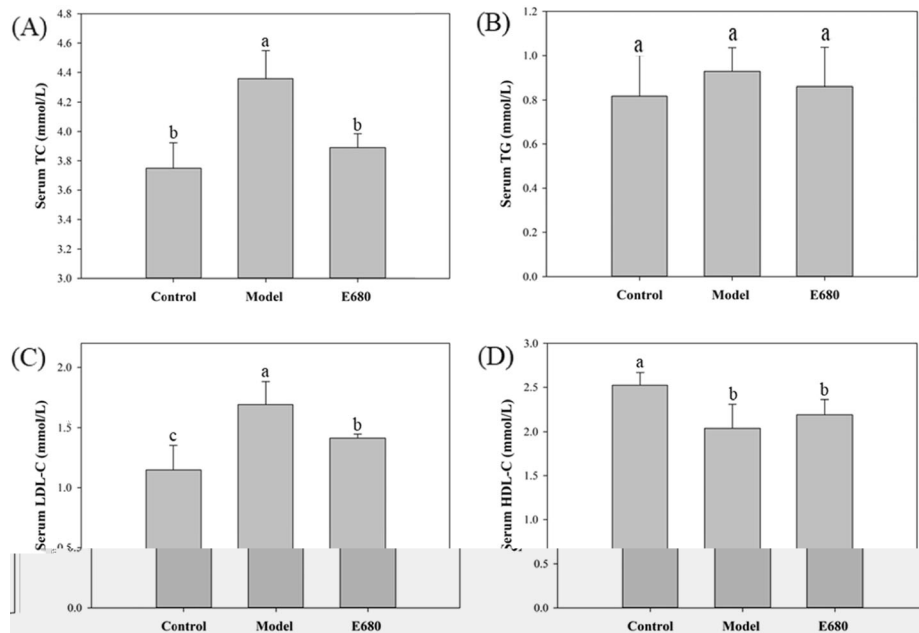 (A)
4.8
4.6
4.4
4.2
4.0
3.8
3.6
3.4
3.2
3.0
Serum TC (mmol/L)
b
a
b
Control Model E680
(B)
1.2
1.0
0.8
0.6
0.4
0.2
0.0
Serum TG (mmol/L)
a
a
a
Control Model E680
(C)
2.0
1.5
1.0
0.0
Serum LDL-C (mmol/L)
c
a
b
Control Model E680
(D)
3.0
2.5
2.0
1.5
1.0
0.5
0.0
Serum HDL-C (mmol/L)
a
b
b
Control Model E680